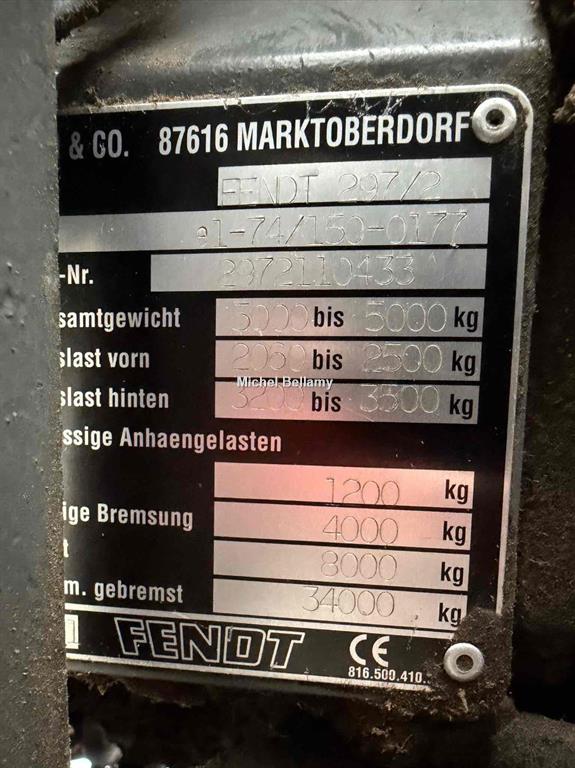 & CO. 87616 MARKTOBERDORF
FENDT 297/2
e1-74/150-0177
-Nr. 2972110433
samtgewicht bis 5000 kg
slast vorn 2060 bis 2500 kg
Michel Bellamy
slast hinten 3200 bis 3500 kg
ssige Anhaengelasten
1200 kg
ige Bremsung 4000 kg
t 8000 kg
m. gebremst 34000 kg
FENDT CE
816.500.410.